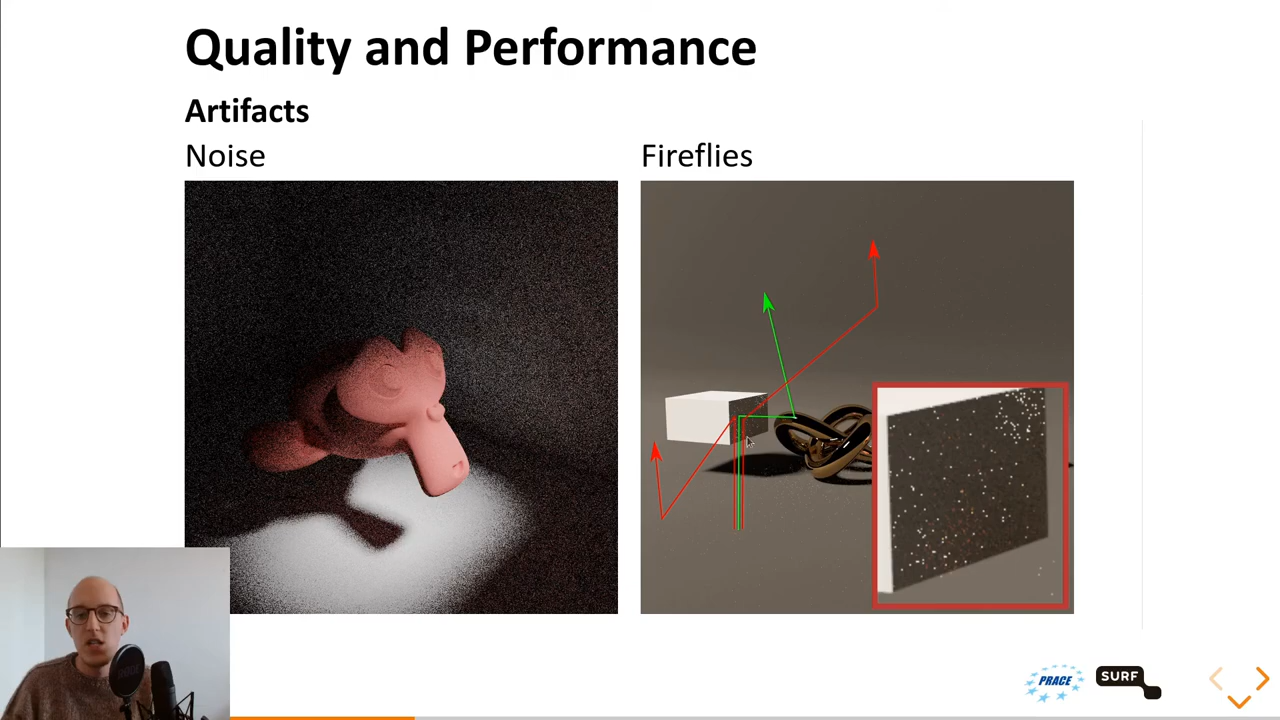 Quality and Performance
Artifacts
Noise
Fireflies
PRACE
SURF